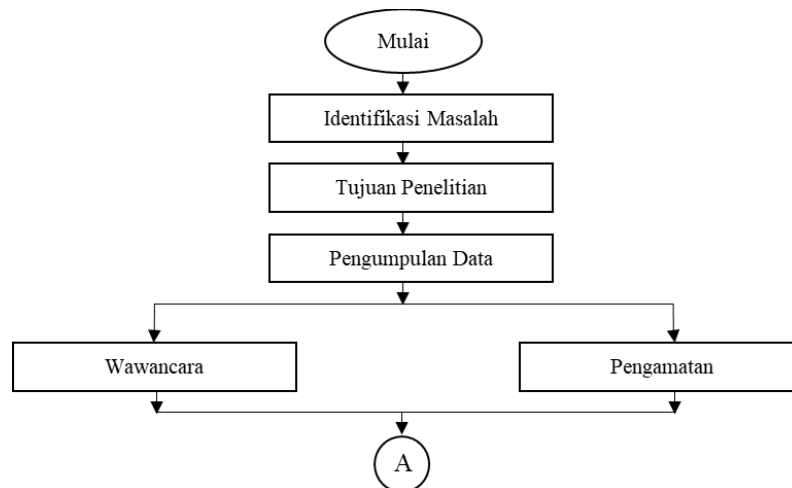 Mulai
Identifikasi Masalah
Tujuan Penelitian
Pengumpulan Data
Wawancara
Pengamatan
A